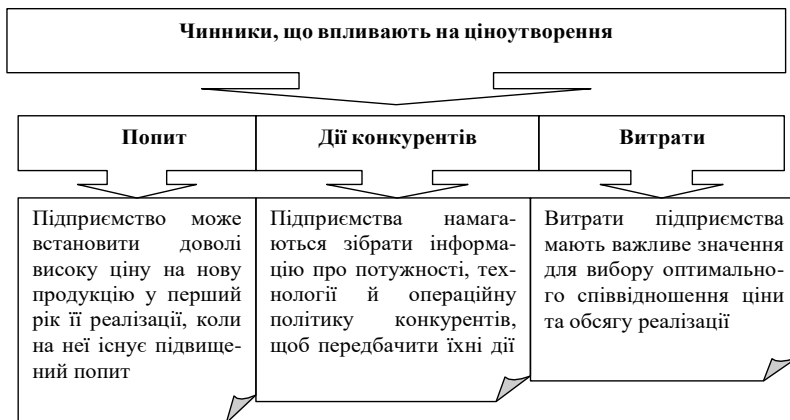 Чинники, що впливають на ціноутворення
Попит
Дії конкурентів
Витрати
Підприємство може
встановити доволі
високу ціну на нову
продукцію у перший
рік її реалізації, коли
на неї існує підвище-
ний попит
Підприємства намага-
ються зібрати інформа-
цію про потужності, тех-
нології й операційну
політику конкурентів,
щоб передбачити їхні дії
Витрати підприємства
мають важливе значення
для вибору оптимально-
го співвідношення ціни
та обсягу реалізації